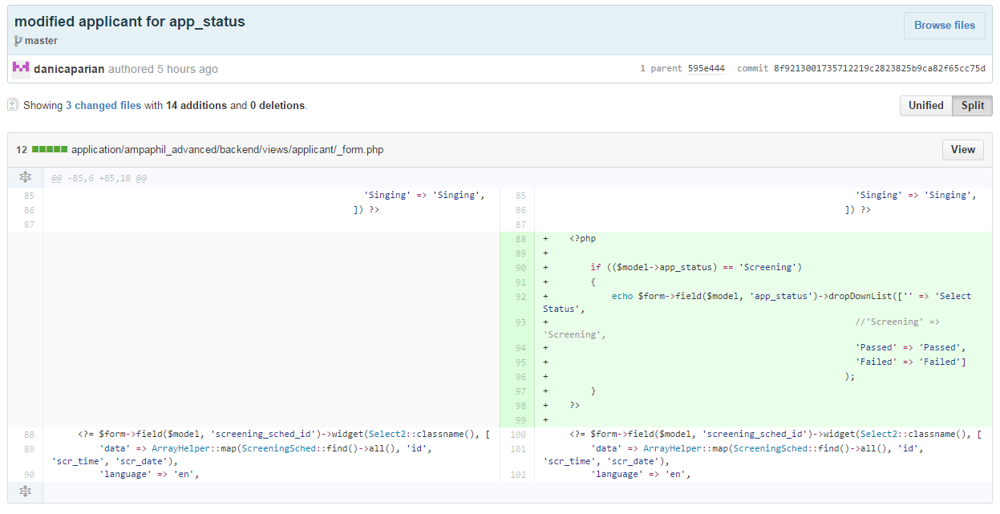 modified applicant for app_status
master
Browse files
danicaparian authored 5 hours ago
1 parent 595e444 commit 8f9213001735712219c2823825b9ca82f65cc75d
Showing 3 changed files with 14 additions and 0 deletions.
Unified Split
12 application/ampaphil_advanced/backend/views/applicant/_form.php
View
@@ -85,6 +85,18 @@
85 'Singing' => 'Singing', 85 'Singing' => 'Singing',
86 ]) ?> 86 ]) ?>
87 87
88 + <?php
89 +
90 + if (($model->app_status) == 'Screening')
91 + {
92 + echo $form->field($model, 'app_status')->dropDownList(['' => 'Select
Status',
93 + //'Screening' =>
'Screening',
94 + 'Passed' => 'Passed',
95 + 'Failed' => 'Failed']
96 + );
97 + }
98 + ?>
99 +
88 <?= $form->field($model, 'screening_sched_id')->widget(Select2::classname(), [ 100 <?= $form->field($model, 'screening_sched_id')->widget(Select2::classname(), [
89 'data' => ArrayHelper::map(ScreeningSched::find()->all(), 'id', 101 'data' => ArrayHelper::map(ScreeningSched::find()->all(), 'id',
'scr_time', 'scr_date'), 'scr_time', 'scr_date'),
90 'language' => 'en', 102 'language' => 'en',